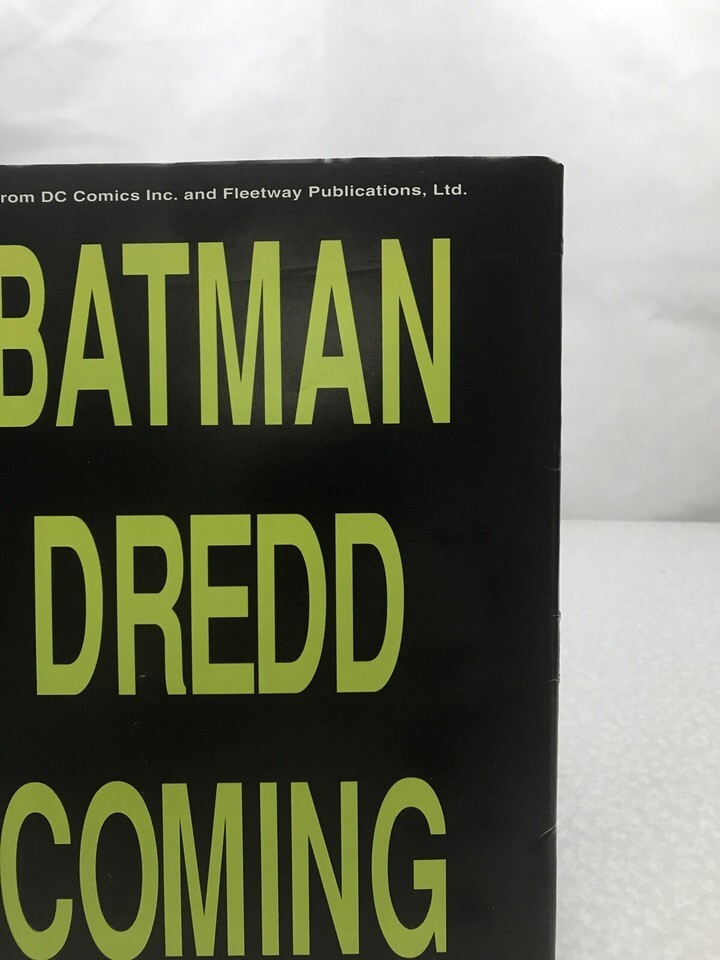 rom DC Comics Inc. and Fleetway Publications, Ltd.
BATMAN
DREDD
COMING